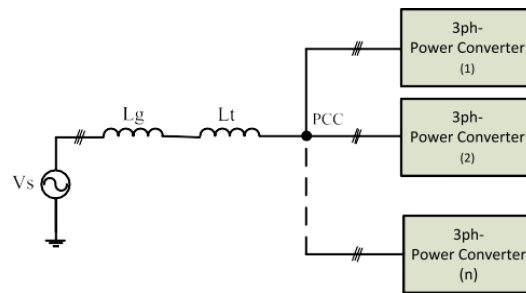 3ph-
Power Converter
(1)
Lg
Lt
PCC
3ph-
Power Converter
(2)
Vs
3ph-
Power Converter
(n)